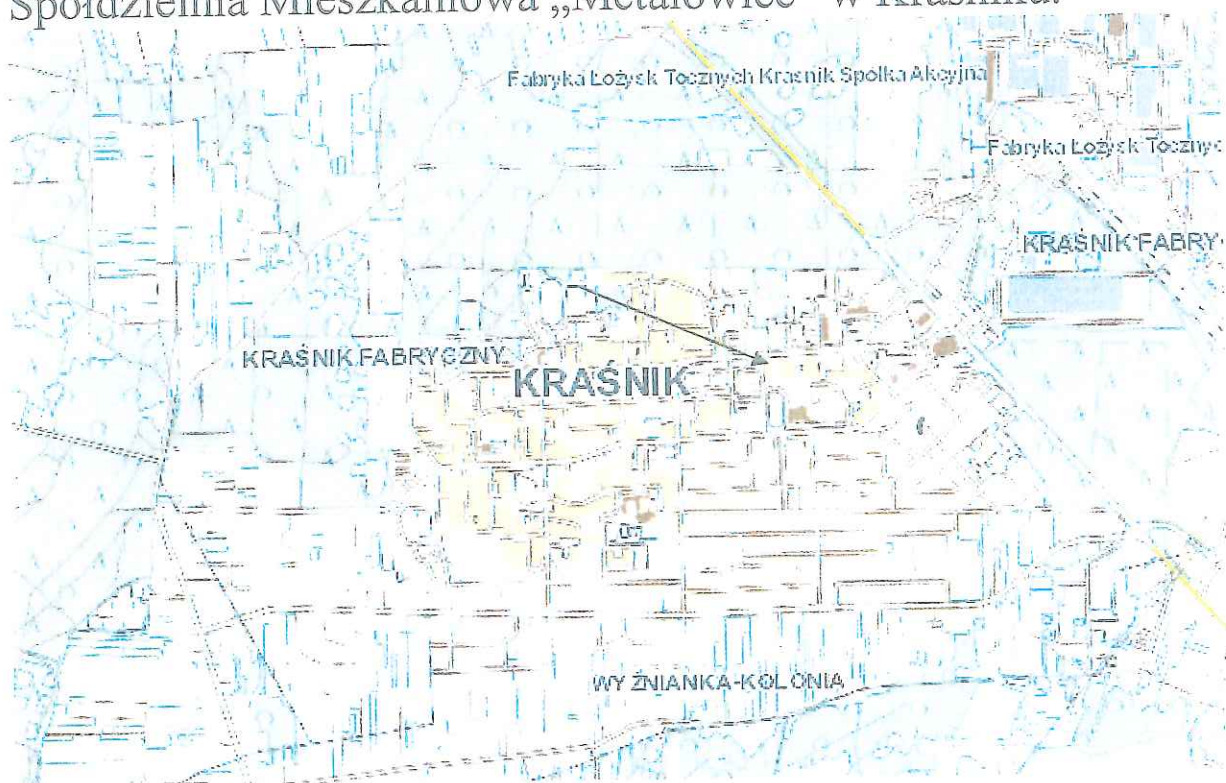 Spółdzielnia Mieszkaniowa „Metalowiec" w Kraśniku.
Fabryka Łożysk Tocznych Kraśnik Spółka Akcyjna
Fabryka Łożysk Tocznyc
KRAŚNIK FABRY
KRAŚNIK FABRYCZNY
KRAŚNIK
WYŻNIANKA-KOLONIA